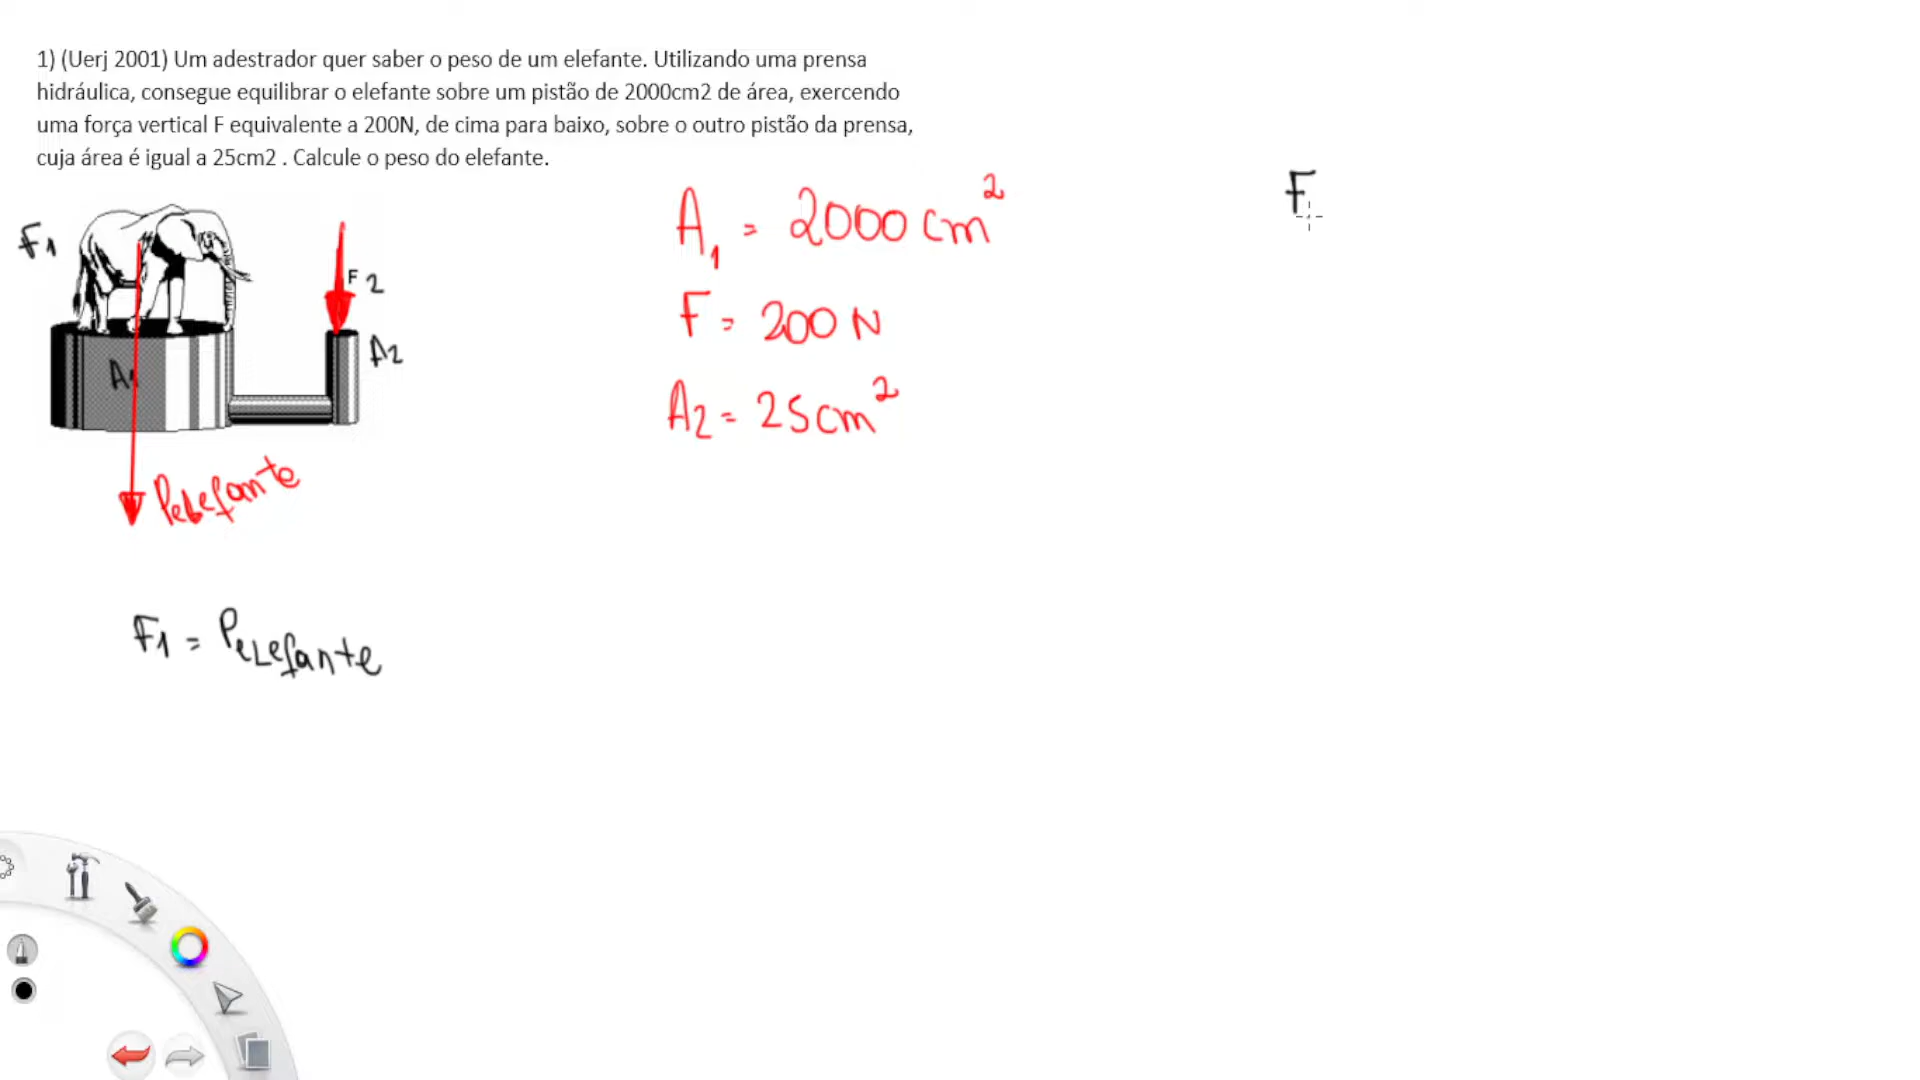 1) (Uerj 2001) Um adestrador quer saber o peso de um elefante. Utilizando uma prensa
hidráulica, consegue equilibrar o elefante sobre um pistão de 2000cm2 de área, exercendo
uma força vertical F equivalente a 200N, de cima para baixo, sobre o outro pistão da prensa,
cuja área é igual a 25cm2 . Calcule o peso do elefante.
F1
F2
A1
A2
Pelefante
A1 = 2000 cm²
F = 200 N
A2 = 25 cm²
F
F1 = Pelefante